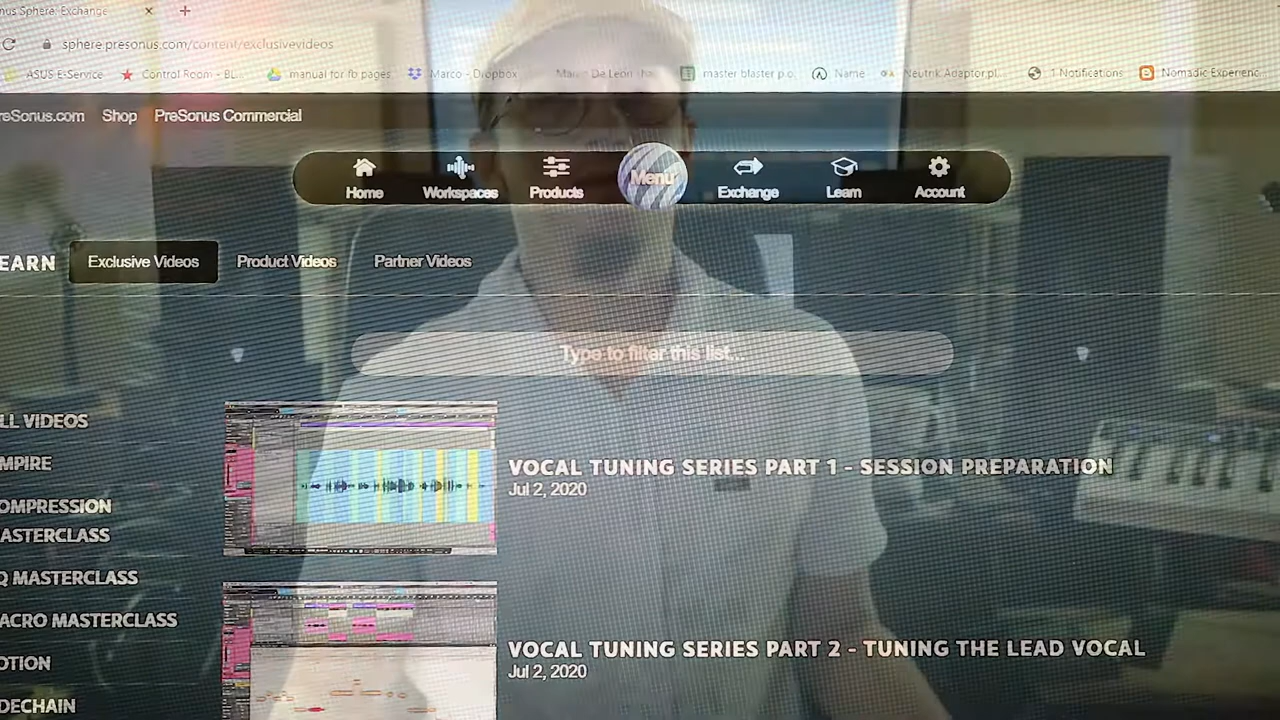 nus Sphere: Exchange
sphere.presonus.com/content/exclusivevideos
ASUS E-Service Control Room - BL... manual for fb pages Marco - Dropbox master blaster p.o. Name Neutrik Adaptor.pl... 1 Notifications Nomadic Experienc...
reSonus.com Shop PreSonus Commercial
Home Workspaces Products Menu Exchange Learn Account
EARN Exclusive Videos Product Videos Partner Videos
Type to filter this list...
LL VIDEOS
MPIRE
OMPRESSION
ASTERCLASS
Q MASTERCLASS
ACRO MASTERCLASS
OTION
DECHAIN
VOCAL TUNING SERIES PART 1 - SESSION PREPARATION
Jul 2, 2020
VOCAL TUNING SERIES PART 2 - TUNING THE LEAD VOCAL
Jul 2, 2020